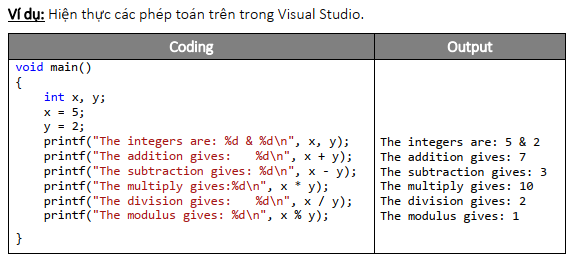 Ví dụ: Hiện thực các phép toán trên trong Visual Studio.
Coding
void main()
{
    int x, y;
    x = 5;
    y = 2;
    printf("The integers are: %d & %d\n", x, y);
    printf("The addition gives:   %d\n", x + y);
    printf("The subtraction gives: %d\n", x - y);
    printf("The multiply gives:%d\n", x * y);
    printf("The division gives:   %d\n", x / y);
    printf("The modulus gives: %d\n", x % y);
}
Output
The integers are: 5 & 2
The addition gives: 7
The subtraction gives: 3
The multiply gives: 10
The division gives: 2
The modulus gives: 1